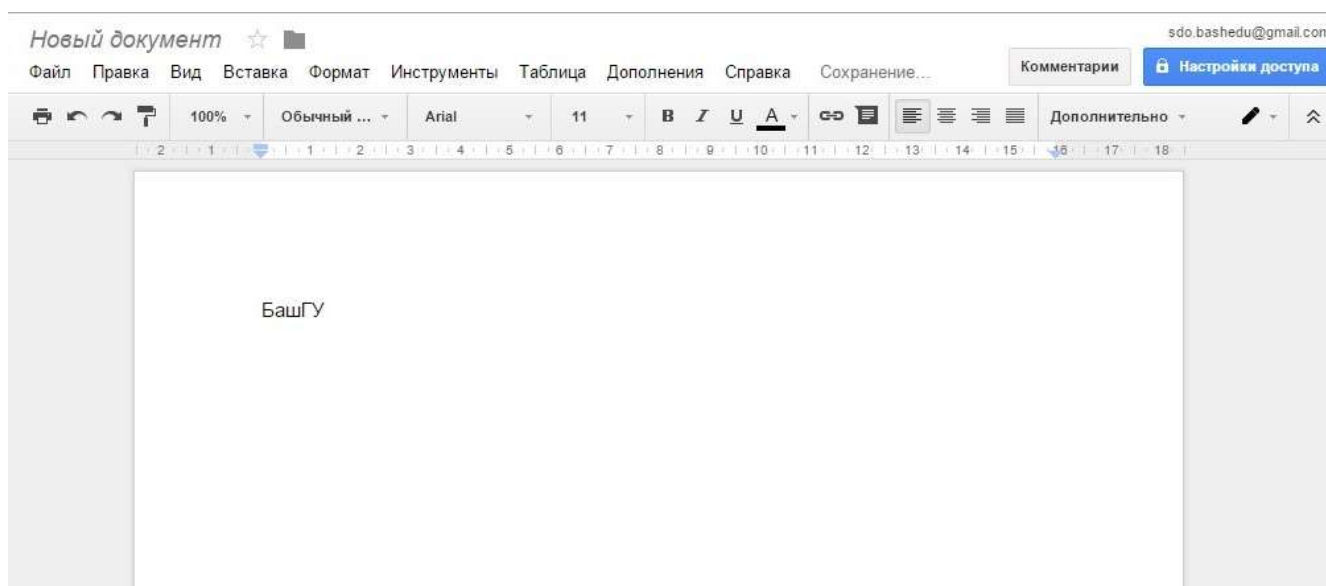 Новый документ
sdo.bashedu@gmail.com
Файл Правка Вид Вставка Формат Инструменты Таблица Дополнения Справка Сохранение... Комментарии Настройки доступа
100% Обычный ... Arial 11 B I U A Дополнительно
2 1 1 2 3 4 5 6 7 8 9 10 11 12 13 14 15 16 17 18
БашГУ